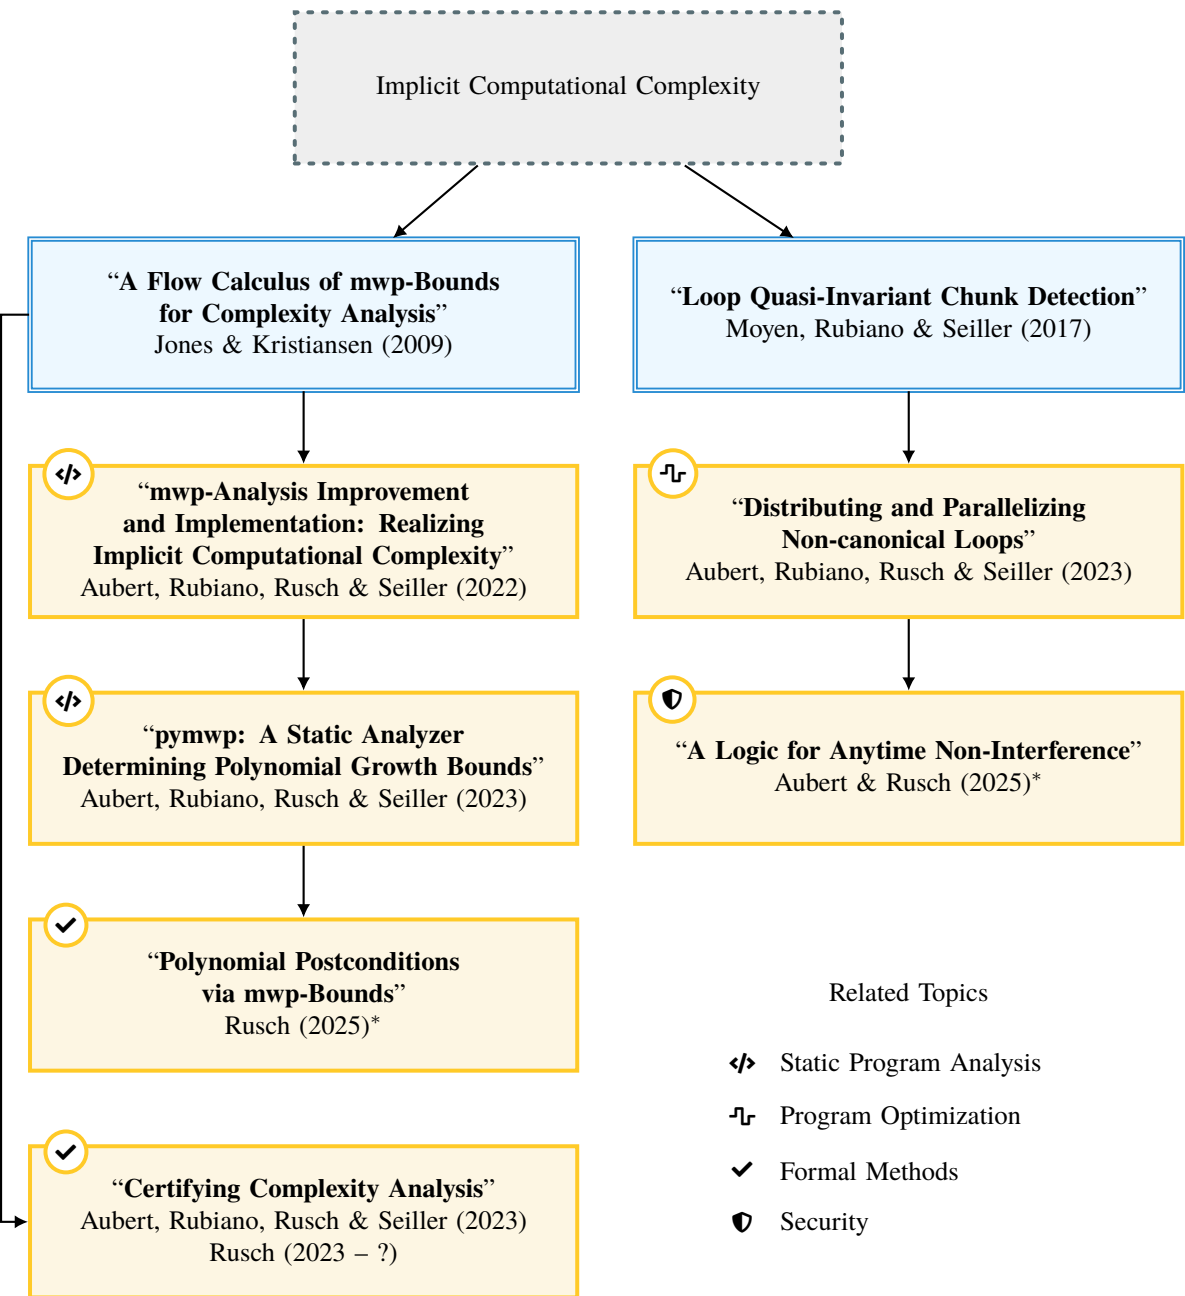 Implicit Computational Complexity
“A Flow Calculus of mwp-Bounds
for Complexity Analysis”
Jones & Kristiansen (2009)
“Loop Quasi-Invariant Chunk Detection”
Moyen, Rubiano & Seiller (2017)
“mwp-Analysis Improvement
and Implementation: Realizing
Implicit Computational Complexity”
Aubert, Rubiano, Rusch & Seiller (2022)
“Distributing and Parallelizing
Non-canonical Loops”
Aubert, Rubiano, Rusch & Seiller (2023)
“pymwp: A Static Analyzer
Determining Polynomial Growth Bounds”
Aubert, Rubiano, Rusch & Seiller (2023)
“A Logic for Anytime Non-Interference”
Aubert & Rusch (2025)*
“Polynomial Postconditions
via mwp-Bounds”
Rusch (2025)*
“Certifying Complexity Analysis”
Aubert, Rubiano, Rusch & Seiller (2023)
Rusch (2023 – ?)
Related Topics
Static Program Analysis
Program Optimization
Formal Methods
Security